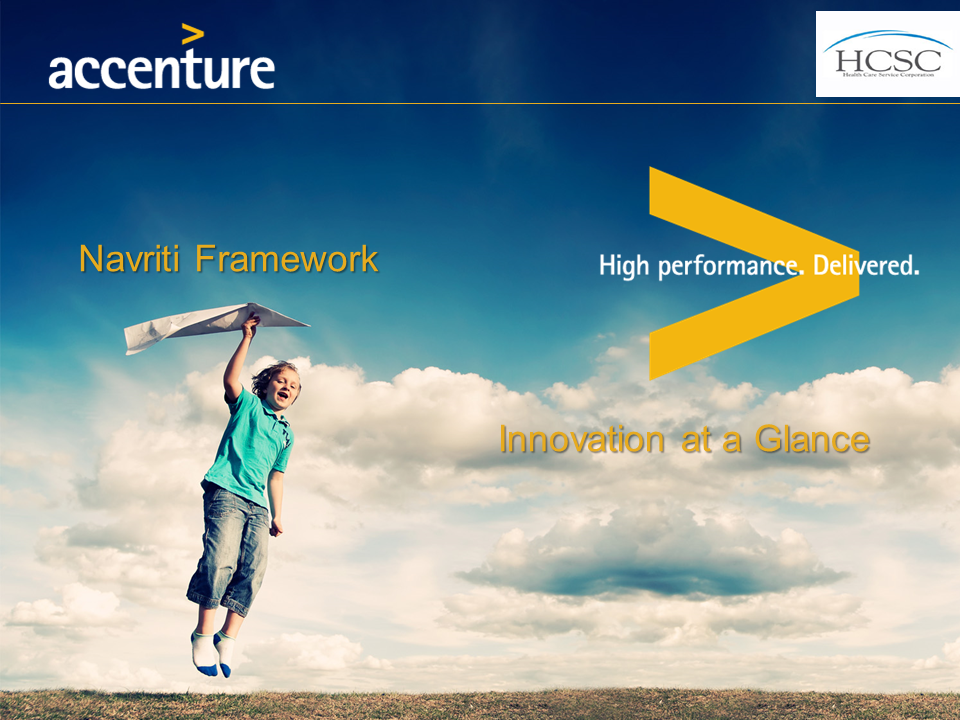 accenture
HCSC
Health Care Service Corporation
Navriti Framework
High performance. Delivered.
Innovation at a Glance